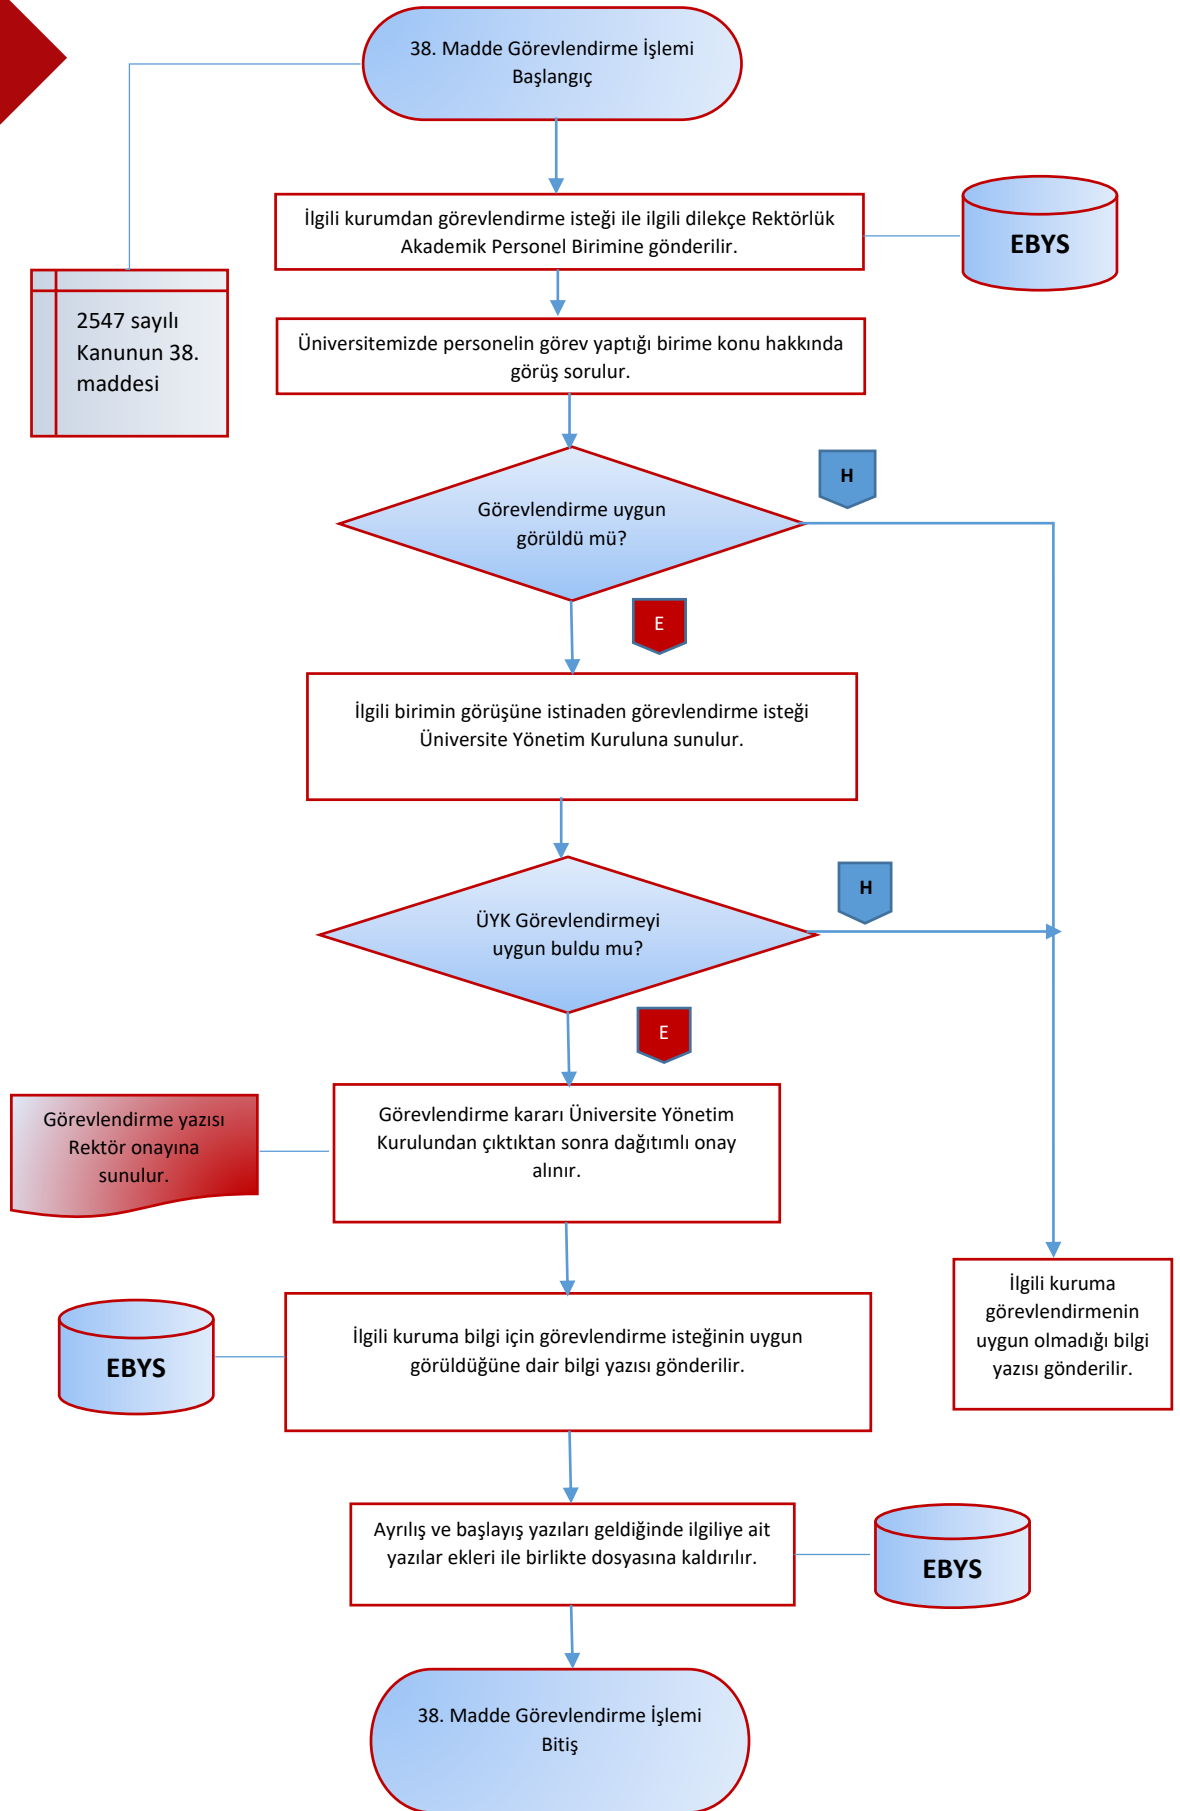 38. Madde Görevlendirme İşlemi
Başlangıç
İlgili kurumdan görevlendirme isteği ile ilgili dilekçe Rektörlük
Akademik Personel Birimine gönderilir.
EBYS
2547 sayılı
Kanunun 38.
maddesi
Üniversitemizde personelin görev yaptığı birime konu hakkında
görüş sorulur.
H
Görevlendirme uygun
görüldü mü?
E
İlgili birimin görüşüne istinaden görevlendirme isteği
Üniversite Yönetim Kuruluna sunulur.
H
ÜYK Görevlendirmeyi
uygun buldu mu?
E
Görevlendirme yazısı
Rektör onayına
sunulur.
Görevlendirme kararı Üniversite Yönetim
Kurulundan çıktıktan sonra dağıtımlı onay
alınır.
İlgili kuruma
görevlendirmenin
uygun olmadığı bilgi
yazısı gönderilir.
EBYS
İlgili kuruma bilgi için görevlendirme isteğinin uygun
görüldüğüne dair bilgi yazısı gönderilir.
Ayrılış ve başlayış yazıları geldiğinde ilgiliye ait
yazılar ekleri ile birlikte dosyasına kaldırılır.
EBYS
38. Madde Görevlendirme İşlemi
Bitiş